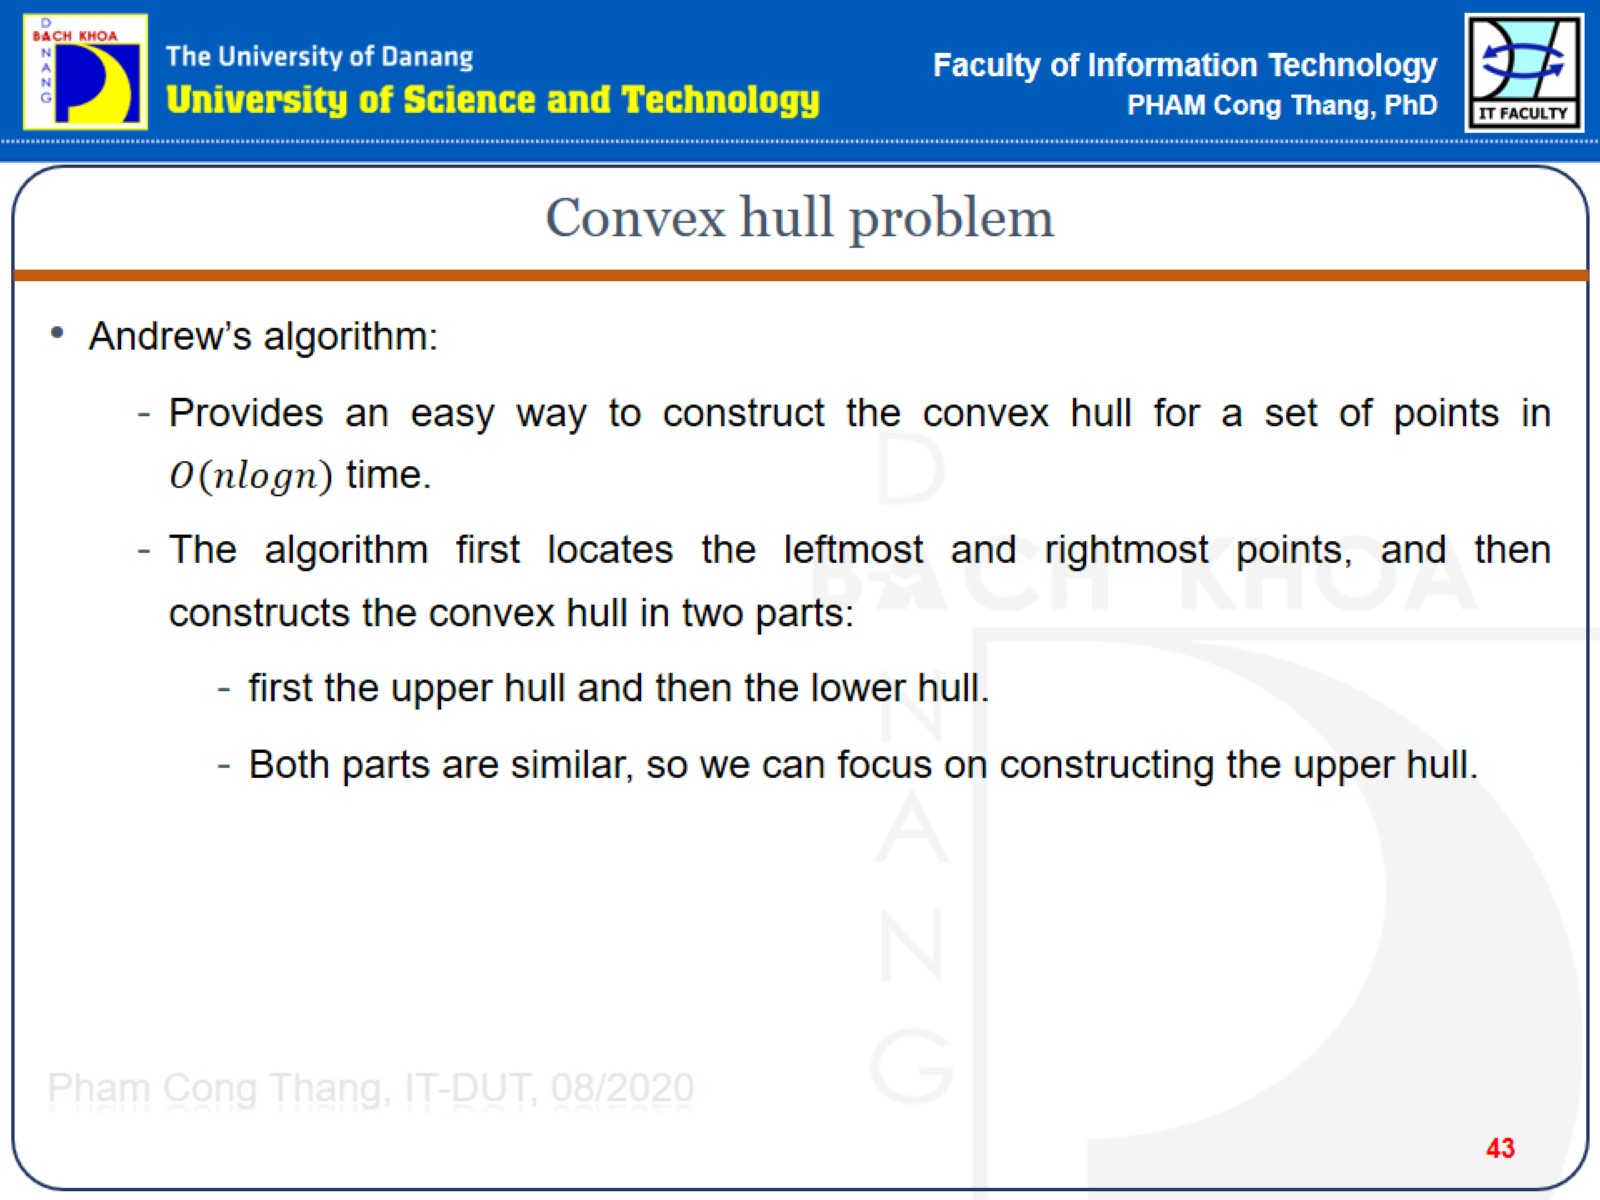 D
BACH KHOA
N
A
N
G
The University of Danang
University of Science and Technology
Faculty of Information Technology
PHAM Cong Thang, PhD
IT FACULTY
Convex hull problem
• Andrew’s algorithm:
- Provides an easy way to construct the convex hull for a set of points in
O(nlogn) time.
- The algorithm first locates the leftmost and rightmost points, and then
constructs the convex hull in two parts:
- first the upper hull and then the lower hull.
- Both parts are similar, so we can focus on constructing the upper hull.
D
BACH KHOA
N
A
N
G
Pham Cong Thang, IT-DUT, 08/2020
43